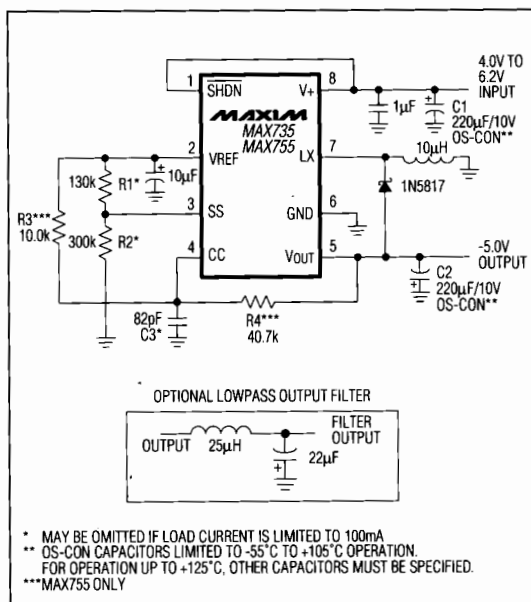 4.0V TO
6.2V
INPUT
1
8
SHDN
V+
MAXIM
MAX735
MAX755
1µF
C1
220µF/10V
OS-CON**
2
VREF
10µF
LX
7
10µH
130k
R1*
1N5817
R3***
10.0k
3
SS
GND
6
300k
R2*
4
CC
VOUT
5
-5.0V
OUTPUT
C2
220µF/10V
OS-CON**
82pF
C3*
R4***
40.7k
OPTIONAL LOWPASS OUTPUT FILTER
OUTPUT
25µH
FILTER
OUTPUT
22µF
* MAY BE OMITTED IF LOAD CURRENT IS LIMITED TO 100mA
** OS-CON CAPACITORS LIMITED TO -55°C TO +105°C OPERATION.
FOR OPERATION UP TO +125°C, OTHER CAPACITORS MUST BE SPECIFIED.
***MAX755 ONLY